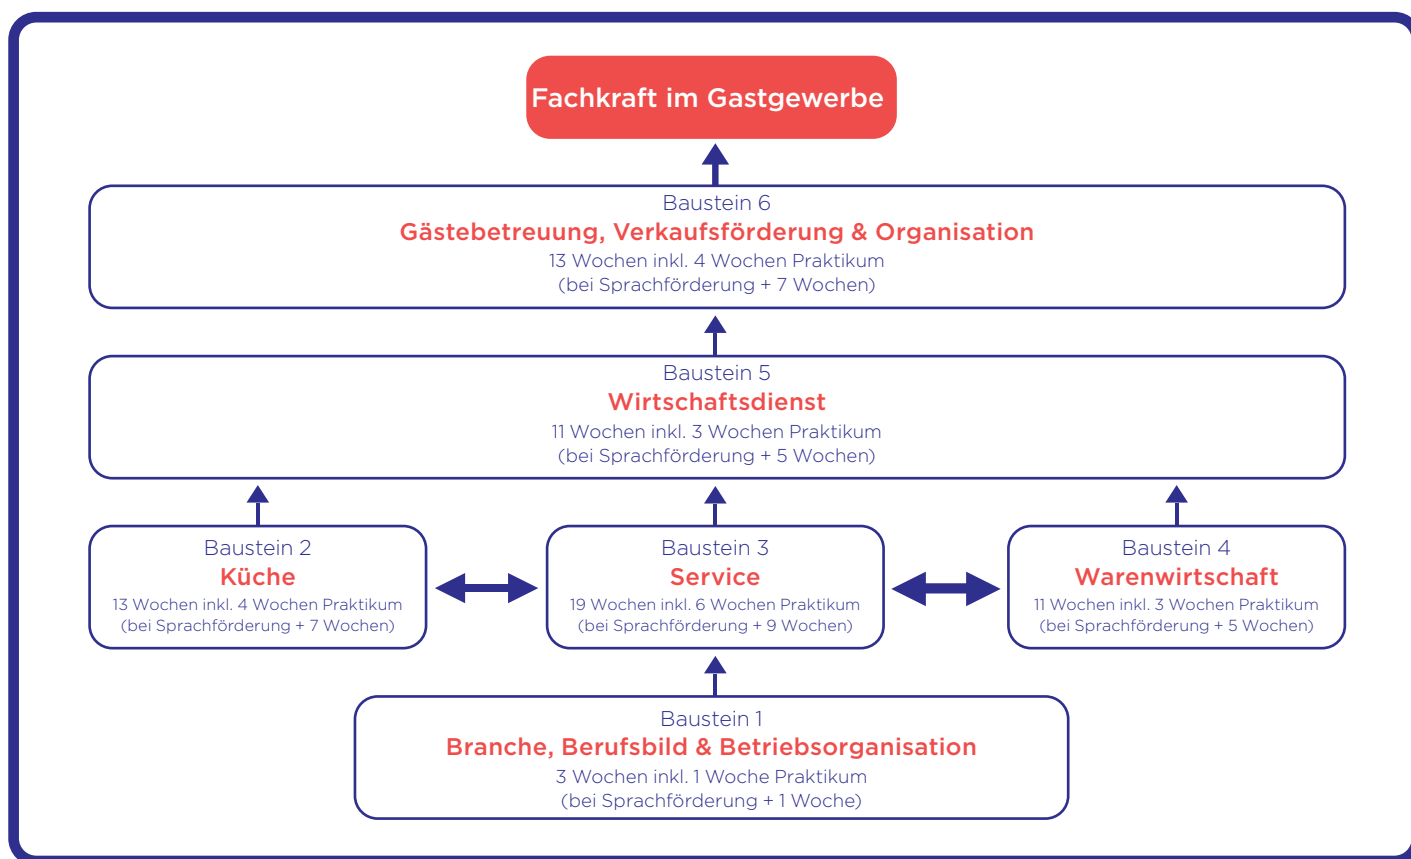 Fachkraft im Gastgewerbe
Baustein 6
Gästebetreuung, Verkaufsförderung & Organisation
13 Wochen inkl. 4 Wochen Praktikum
(bei Sprachförderung + 7 Wochen)
Baustein 5
Wirtschaftsdienst
11 Wochen inkl. 3 Wochen Praktikum
(bei Sprachförderung + 5 Wochen)
Baustein 2
Küche
13 Wochen inkl. 4 Wochen Praktikum
(bei Sprachförderung + 7 Wochen)
Baustein 3
Service
19 Wochen inkl. 6 Wochen Praktikum
(bei Sprachförderung + 9 Wochen)
Baustein 4
Warenwirtschaft
11 Wochen inkl. 3 Wochen Praktikum
(bei Sprachförderung + 5 Wochen)
Baustein 1
Branche, Berufsbild & Betriebsorganisation
3 Wochen inkl. 1 Woche Praktikum
(bei Sprachförderung + 1 Woche)